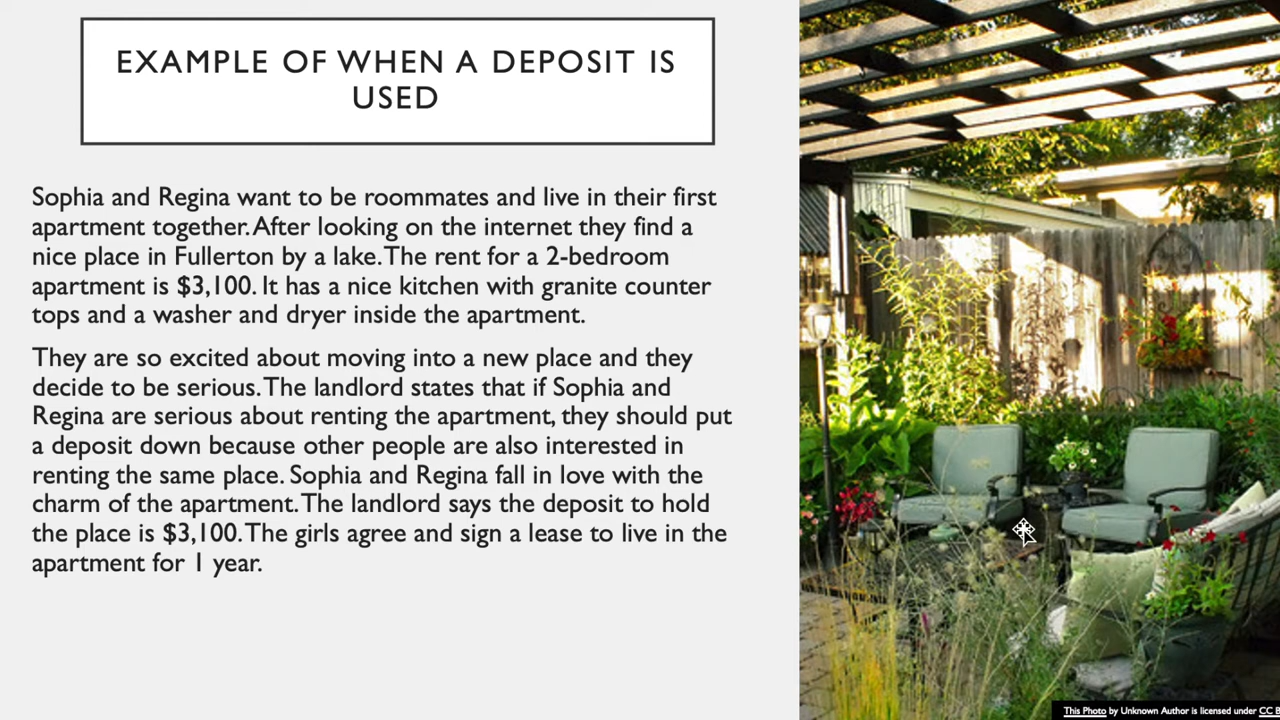 EXAMPLE OF WHEN A DEPOSIT IS
USED
Sophia and Regina want to be roommates and live in their first
apartment together. After looking on the internet they find a
nice place in Fullerton by a lake. The rent for a 2-bedroom
apartment is $3,100. It has a nice kitchen with granite counter
tops and a washer and dryer inside the apartment.
They are so excited about moving into a new place and they
decide to be serious. The landlord states that if Sophia and
Regina are serious about renting the apartment, they should put
a deposit down because other people are also interested in
renting the same place. Sophia and Regina fall in love with the
charm of the apartment. The landlord says the deposit to hold
the place is $3,100. The girls agree and sign a lease to live in the
apartment for 1 year.
This Photo by Unknown Author is licensed under CC B